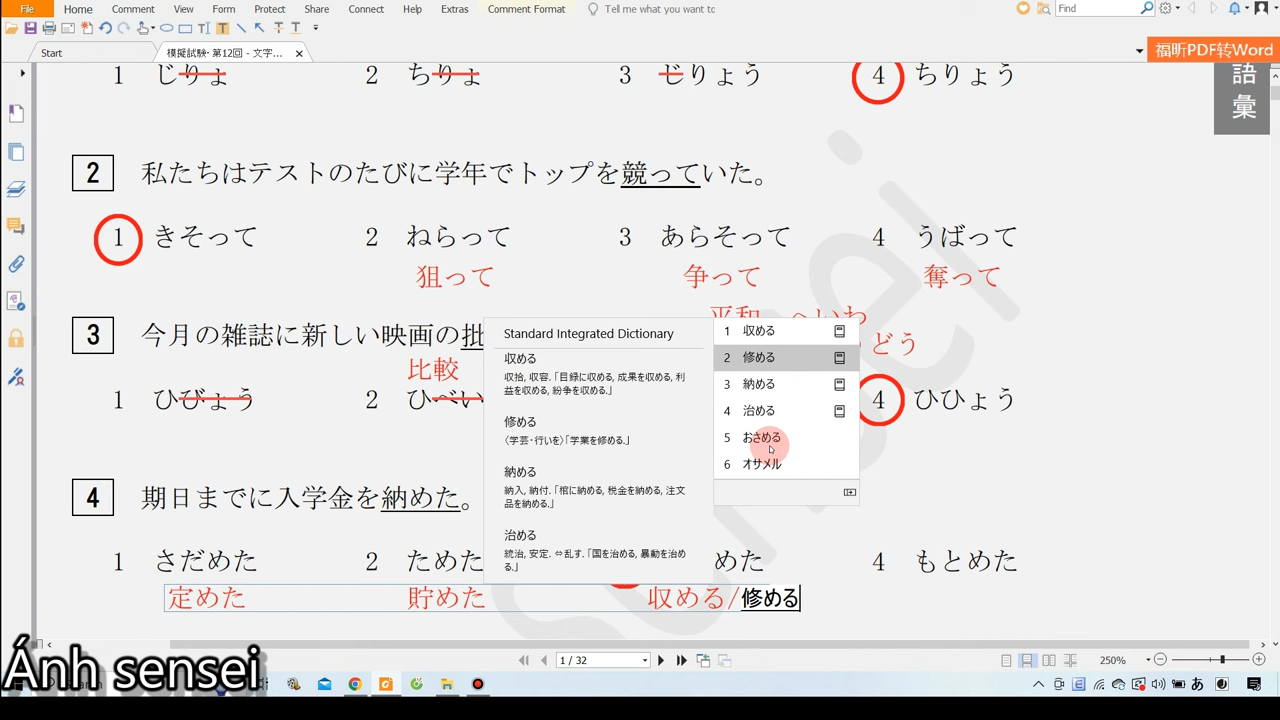 File Home Comment View Form Protect Share Connect Help Extras Comment Format Tell me what you want to Find
Start 模擬試験・第12回 - 文字...
福昕PDF转Word
語
彙
1 じりょ 2 ちりょ 3 じりょう 4 ちりょう
2 私たちはテストのたびに学年でトップを競っていた。
1 きそって 2 ねらって 3 あらそって 4 うばって
狙って 争って 奪って
平和 へいわ
3 今月の雑誌に新しい映画の批
どう
比較
1 ひびょう 2 ひべい 4 ひひょう
4 期日までに入学金を納めた。
1 さだめた 2 ためた めた 4 もとめた
定めた 貯めた 収める/修める
Standard Integrated Dictionary
収める
収拾, 収容.「目録に収める, 成果を収める, 利
益を収める, 紛争を収める.」
修める
〈学芸・行いを〉「学業を修める.」
納める
納入, 納付.「棺に納める, 税金を納める, 注文
品を納める.」
治める
統治, 安定. ⇔乱す.「国を治める, 暴動を治め
る.」
1 収める
2 修める
3 納める
4 治める
5 おさめる
6 オサメル
1 / 32
250%
Ánh sensei
あ